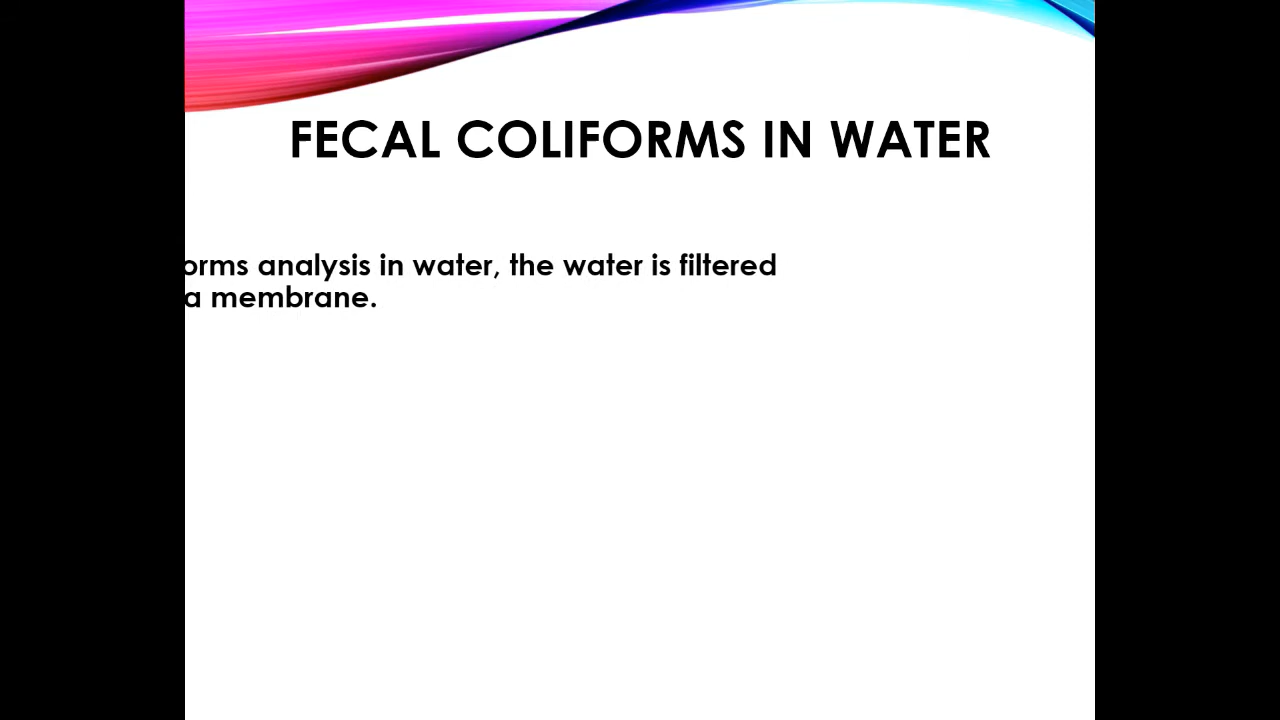 FECAL COLIFORMS IN WATER
orms analysis in water, the water is filtered
a membrane.